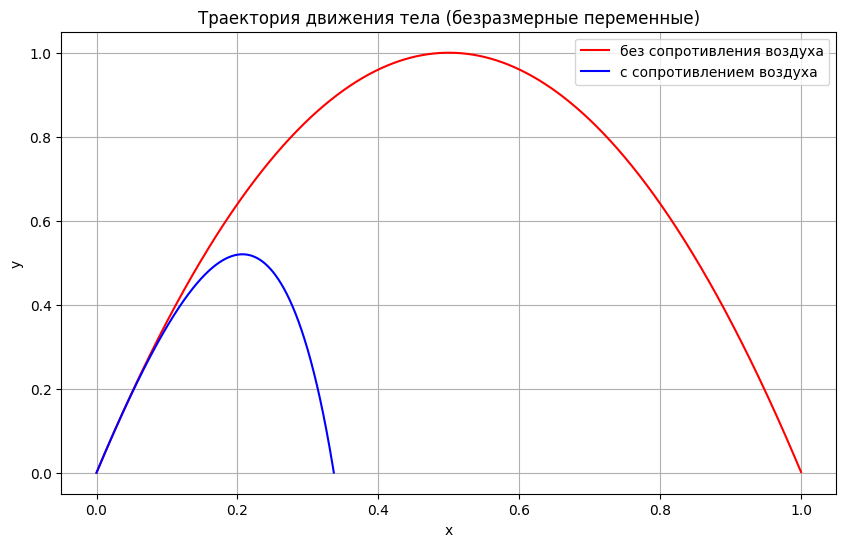 Траектория движения тела (безразмерные переменные)
без сопротивления воздуха
с сопротивлением воздуха
1.0
0.8
0.6
0.4
0.2
0.0
y
0.0 0.2 0.4 0.6 0.8 1.0
x